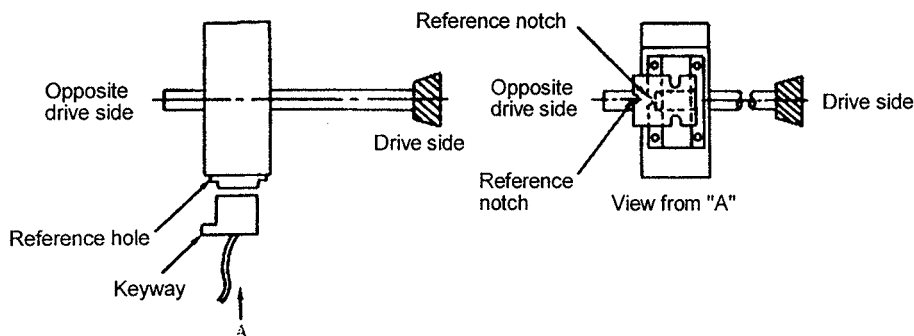 Reference notch
Opposite
drive side
Drive side
Reference hole
Keyway
A
Opposite
drive side
Drive side
Reference
notch
View from "A"